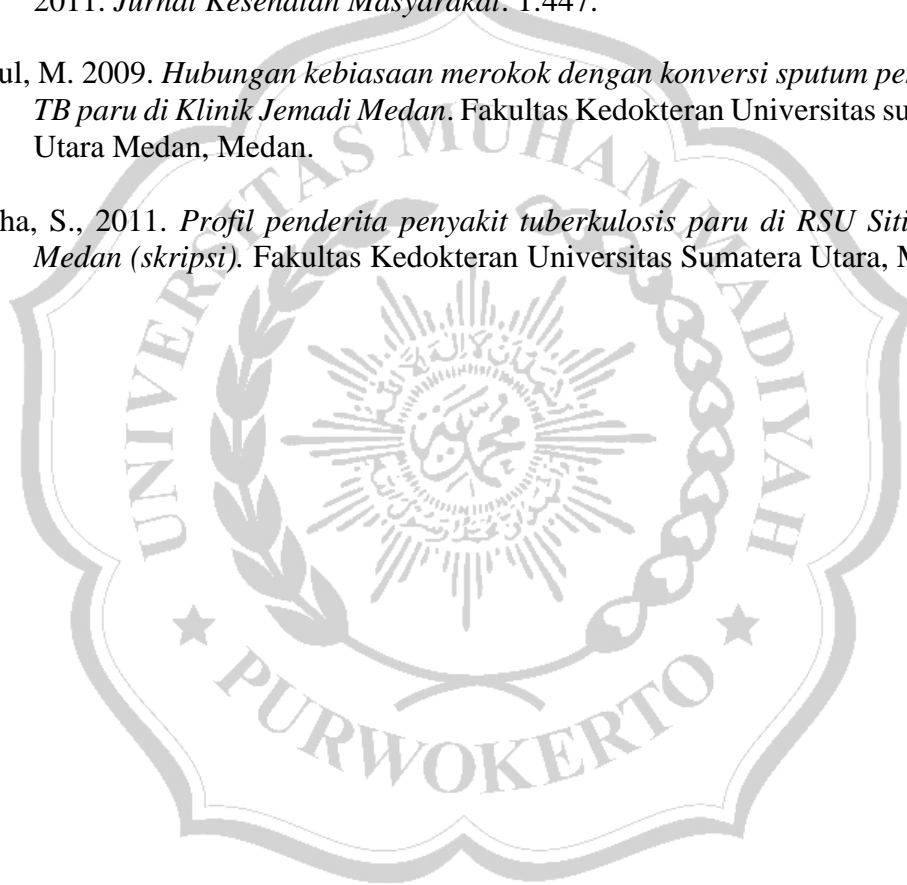 2011. Jurnal Kesehatan Masyarakat. 1:447.
ul, M. 2009. Hubungan kebiasaan merokok dengan konversi sputum pe
TB paru di Klinik Jemadi Medan. Fakultas Kedokteran Universitas su
Utara Medan, Medan.
ha, S., 2011. Profil penderita penyakit tuberkulosis paru di RSU Siti
Medan (skripsi). Fakultas Kedokteran Universitas Sumatera Utara, M
UNIVERSITAS MUHAMMADIYAH
PURWOKERTO